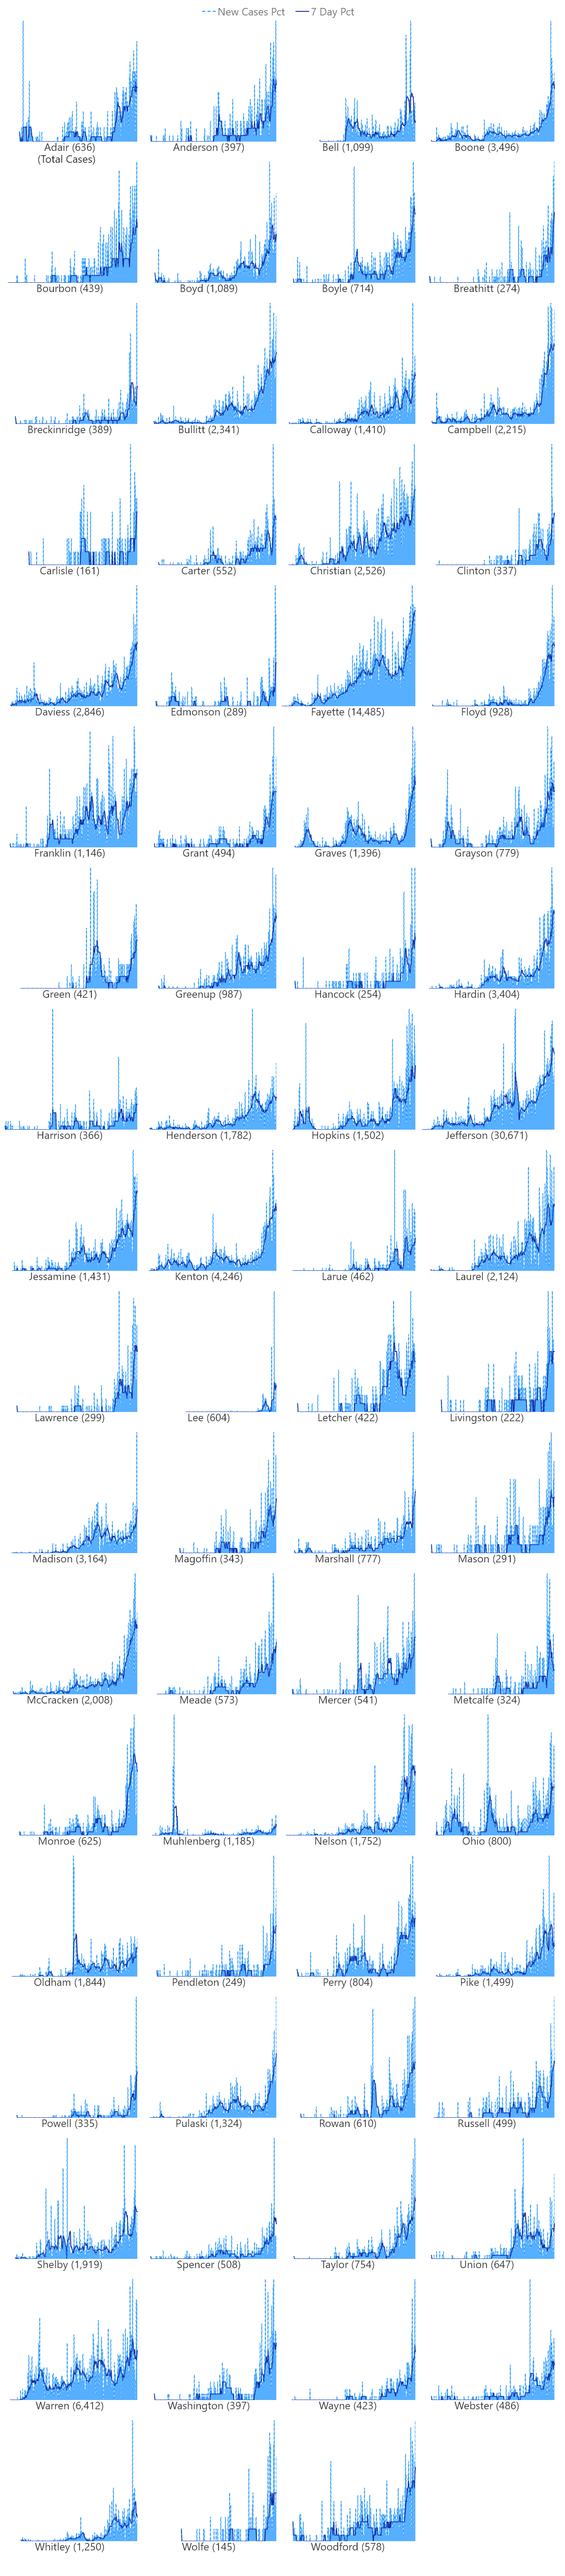 New Cases Pct 7 Day Pct
Adair (636) Anderson (397) Bell (1,099) Boone (3,496)
(Total Cases)
Bourbon (439) Boyd (1,089) Boyle (714) Breathitt (274)
Breckinridge (389) Bullitt (2,341) Calloway (1,410) Campbell (2,215)
Carlisle (161) Carter (552) Christian (2,526) Clinton (337)
Daviess (2,846) Edmonson (289) Fayette (14,485) Floyd (928)
Franklin (1,146) Grant (494) Graves (1,396) Grayson (779)
Green (421) Greenup (987) Hancock (254) Hardin (3,404)
Harrison (366) Henderson (1,782) Hopkins (1,502) Jefferson (30,671)
Jessamine (1,431) Kenton (4,246) Larue (462) Laurel (2,124)
Lawrence (299) Lee (604) Letcher (422) Livingston (222)
Madison (3,164) Magoffin (343) Marshall (777) Mason (291)
McCracken (2,008) Meade (573) Mercer (541) Metcalfe (324)
Monroe (625) Muhlenberg (1,185) Nelson (1,752) Ohio (800)
Oldham (1,844) Pendleton (249) Perry (804) Pike (1,499)
Powell (335) Pulaski (1,324) Rowan (610) Russell (499)
Shelby (1,919) Spencer (508) Taylor (754) Union (647)
Warren (6,412) Washington (397) Wayne (423) Webster (486)
Whitley (1,250) Wolfe (145) Woodford (578)